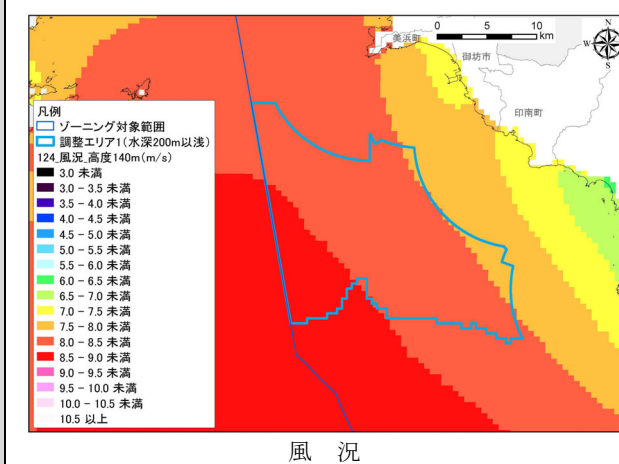 0 5 10
km
N
W E
S
美浜町
御坊市
印南町
凡例
ゾーニング対象範囲
調整エリア1(水深200m以浅)
124_風況_高度140m(m/s)
3.0 未満
3.0 - 3.5 未満
3.5 - 4.0 未満
4.0 - 4.5 未満
4.5 - 5.0 未満
5.0 - 5.5 未満
5.5 - 6.0 未満
6.0 - 6.5 未満
6.5 - 7.0 未満
7.0 - 7.5 未満
7.5 - 8.0 未満
8.0 - 8.5 未満
8.5 - 9.0 未満
9.0 - 9.5 未満
9.5 - 10.0 未満
10.0 - 10.5 未満
10.5 以上
風 況